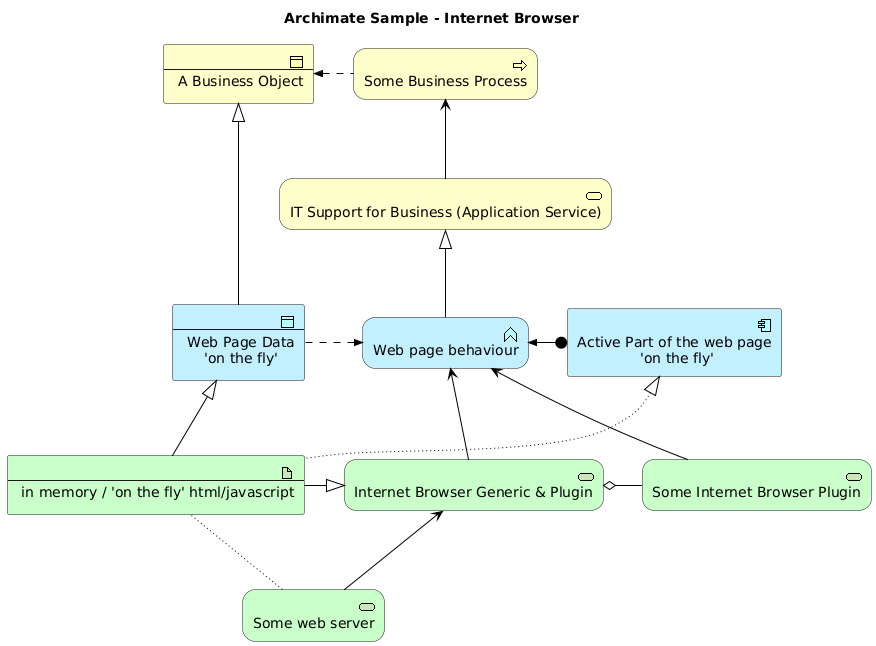 Archimate Sample - Internet Browser
A Business Object
Some Business Process
IT Support for Business (Application Service)
Web Page Data
'on the fly'
Web page behaviour
Active Part of the web page
'on the fly'
in memory / 'on the fly' html/javascript
Internet Browser Generic & Plugin
Some Internet Browser Plugin
Some web server